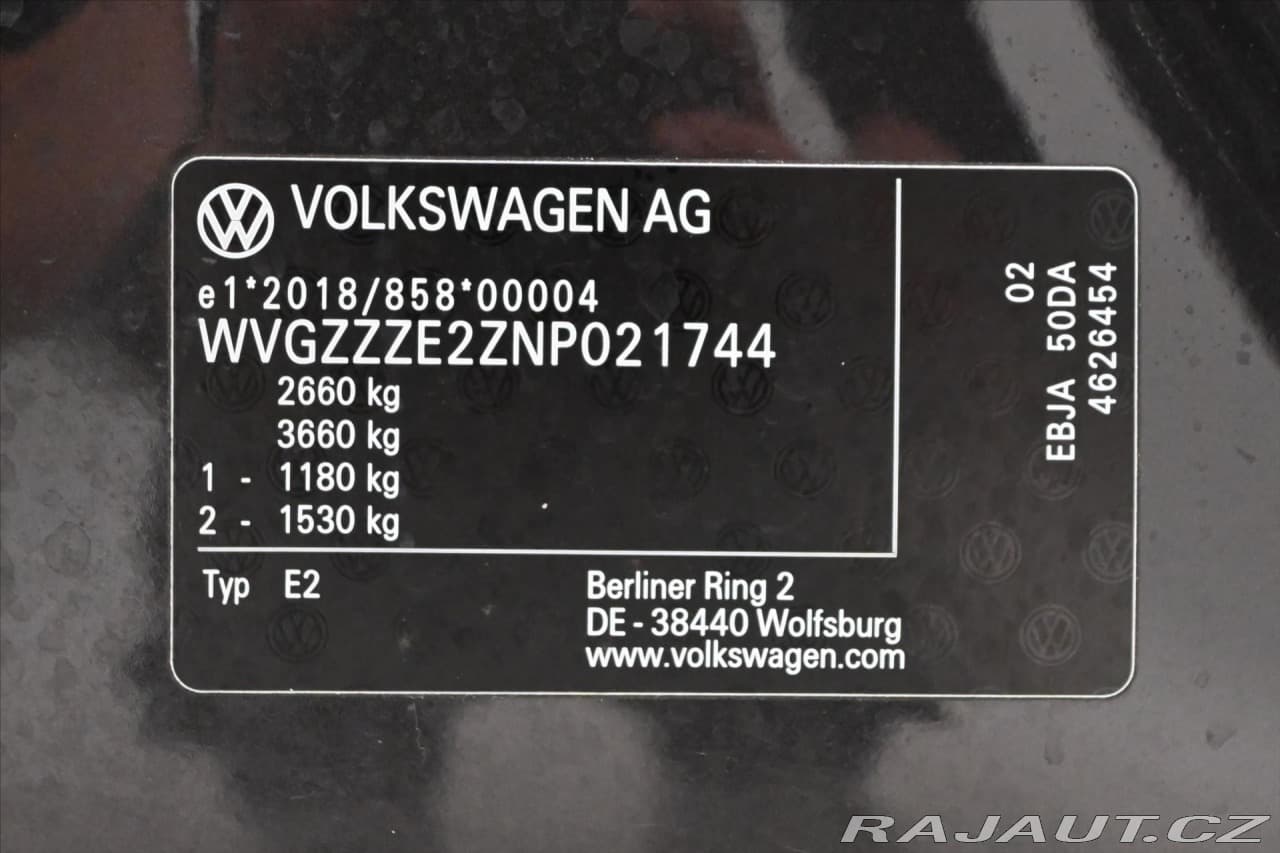 VOLKSWAGEN AG
e1*2018/858*00004
WVGZZZE2ZNP021744
2660 kg
3660 kg
1 - 1180 kg
2 - 1530 kg
Typ E2
Berliner Ring 2
DE - 38440 Wolfsburg
www.volkswagen.com
02
EBJA 50DA
46264454
RAJAUT.CZ